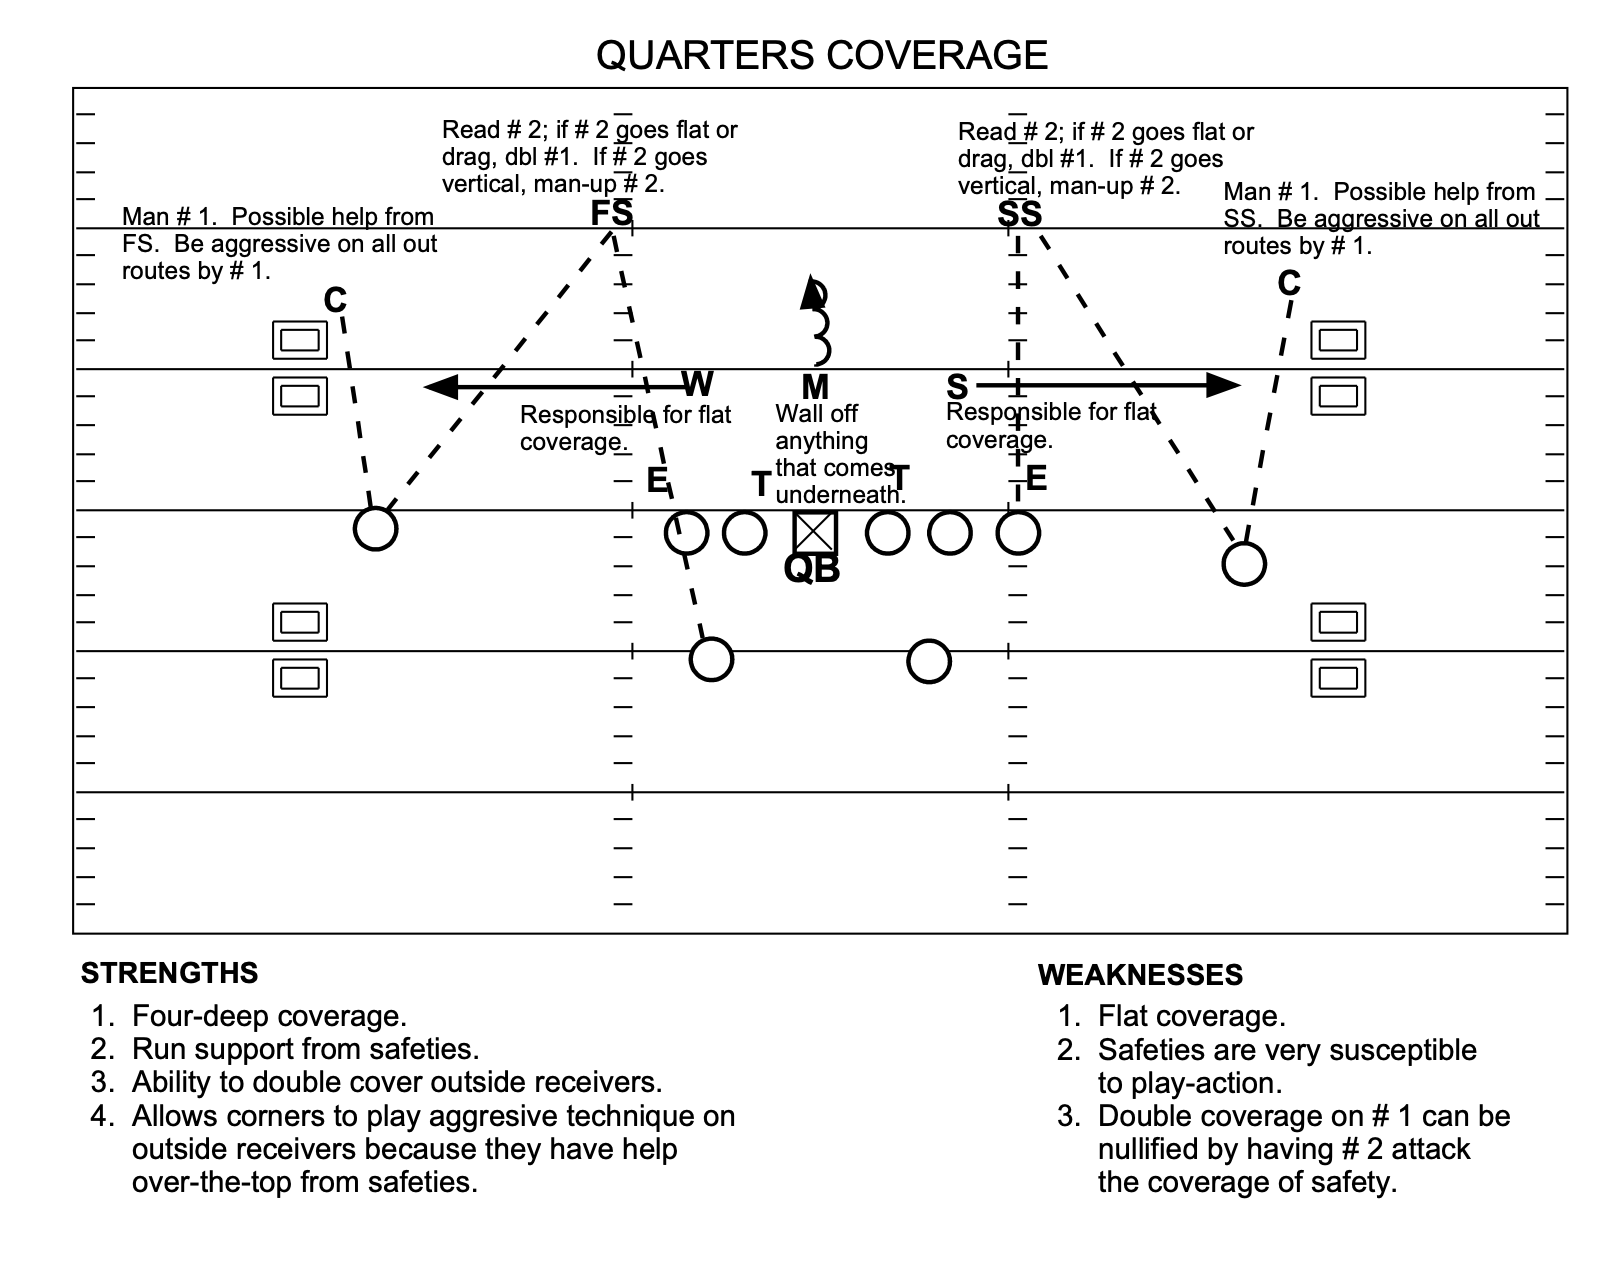 QUARTERS COVERAGE
Read # 2; if # 2 goes flat or
drag, dbl #1.  If # 2 goes
vertical, man-up # 2.
Read # 2; if # 2 goes flat or
drag, dbl #1.  If # 2 goes
vertical, man-up # 2.
Man # 1.  Possible help from
FS.  Be aggressive on all out
routes by # 1.
Man # 1.  Possible help from
SS.  Be aggressive on all out
routes by # 1.
FS
SS
C
C
W
M
S
Responsible for flat
coverage.
Wall off
anything
that comes
underneath.
Responsible for flat
coverage.
E
T
T
E
QB
STRENGTHS
1.  Four-deep coverage.
2.  Run support from safeties.
3.  Ability to double cover outside receivers.
4.  Allows corners to play aggresive technique on
outside receivers because they have help
over-the-top from safeties.
WEAKNESSES
1.  Flat coverage.
2.  Safeties are very susceptible
to play-action.
3.  Double coverage on # 1 can be
nullified by having # 2 attack
the coverage of safety.